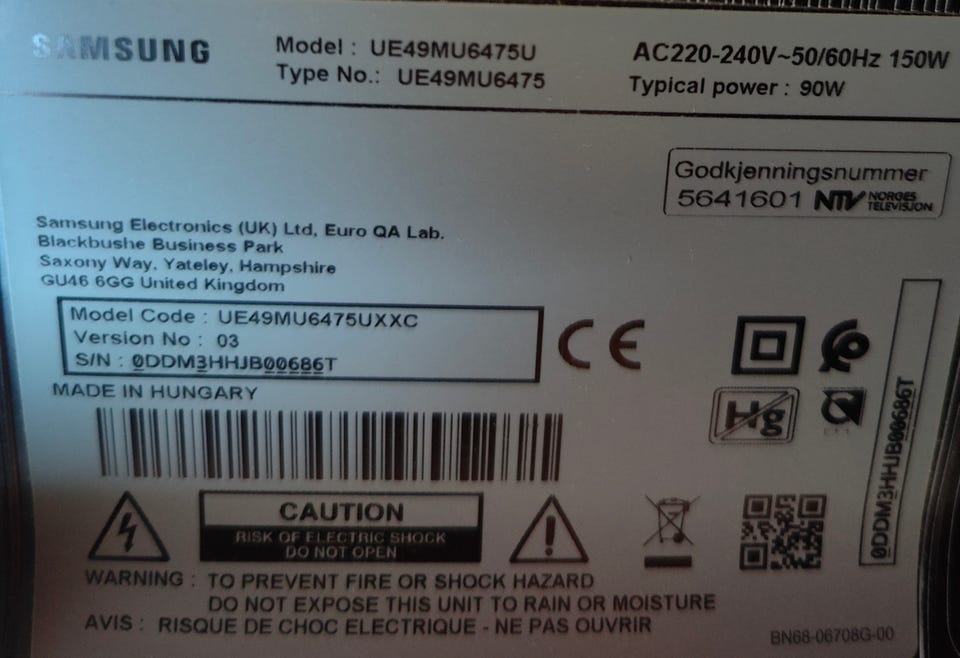 SAMSUNG
Model : UE49MU6475U
Type No.: UE49MU6475
AC220-240V~50/60Hz 150W
Typical power : 90W
Godkjenningsnummer
5641601 NTV NORGES TELEVISJON
Samsung Electronics (UK) Ltd, Euro QA Lab.
Blackbushe Business Park
Saxony Way, Yateley, Hampshire
GU46 6GG United Kingdom
Model Code : UE49MU6475UXXC
Version No : 03
S/N : 0DDM3HHJB00686T
MADE IN HUNGARY
CE
Hg
0DDM3HHJB00686T
CAUTION
RISK OF ELECTRIC SHOCK
DO NOT OPEN
WARNING : TO PREVENT FIRE OR SHOCK HAZARD
DO NOT EXPOSE THIS UNIT TO RAIN OR MOISTURE
AVIS : RISQUE DE CHOC ELECTRIQUE - NE PAS OUVRIR
BN68-06708G-00